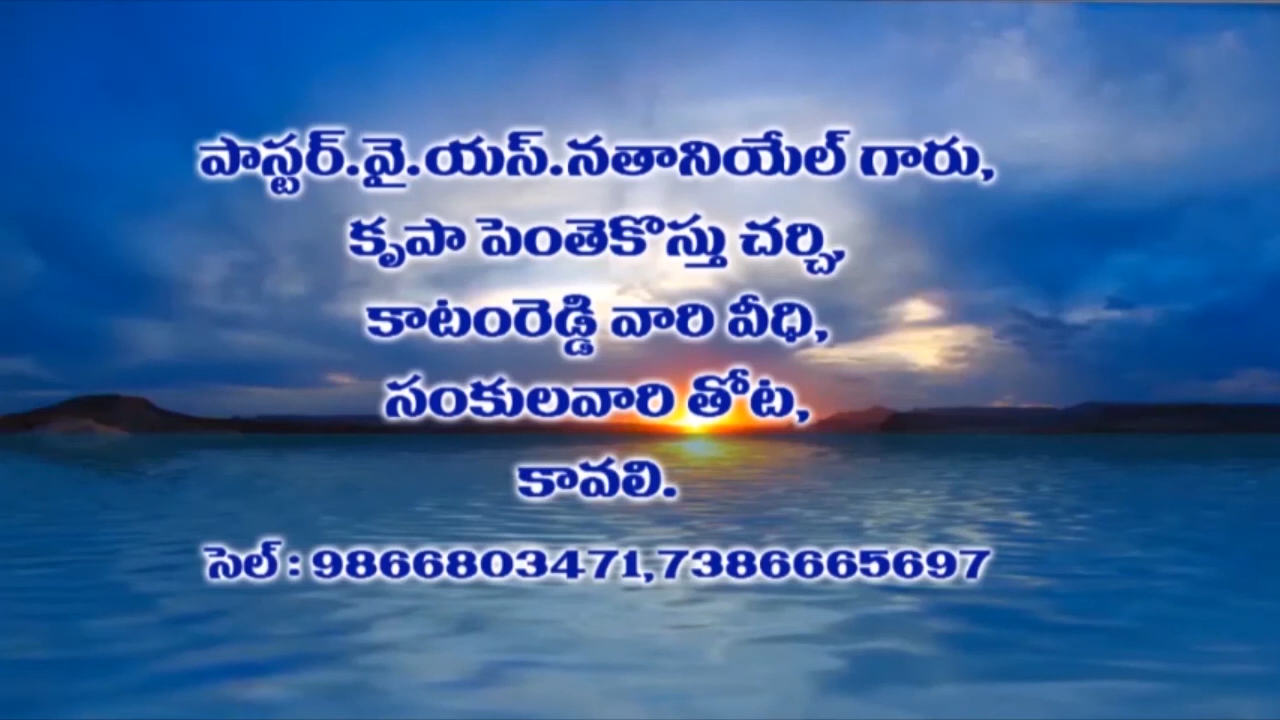 పాస్టర్.వై.యస్.నతానియేల్ గారు,
కృపా పెంతెకొస్తు చర్చి,
కాటంరెడ్డి వారి వీధి,
సంకులవారి తోట,
కావలి.
సెల్ : 9866803471,7386665697